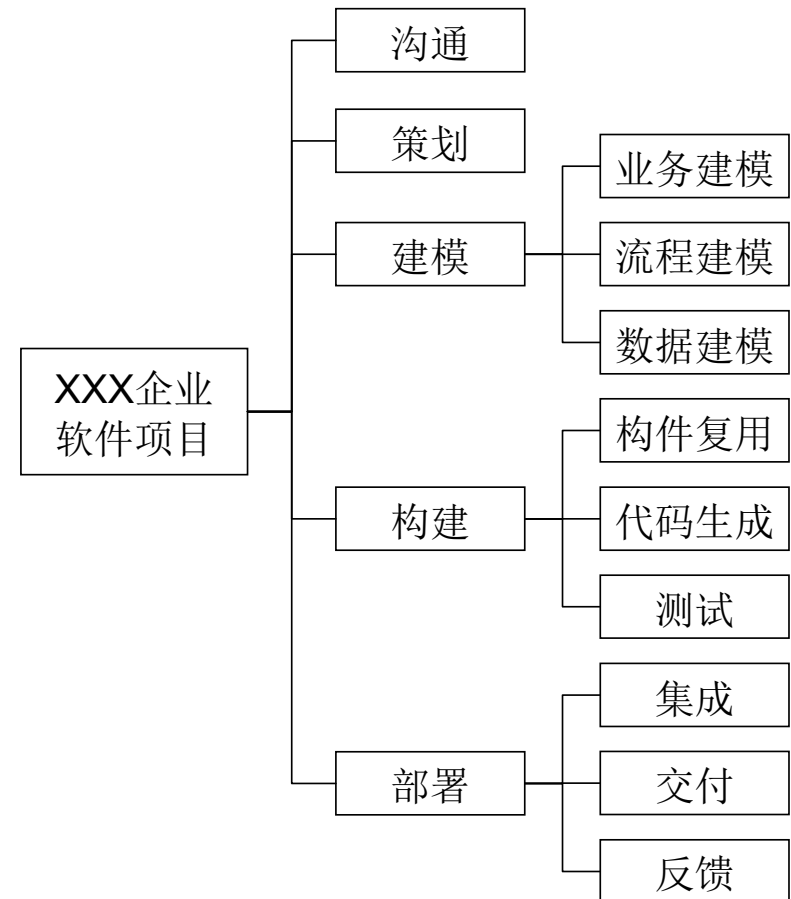 沟通
策划
建模
业务建模
流程建模
数据建模
XXX企业
软件项目
构建
构件复用
代码生成
测试
部署
集成
交付
反馈